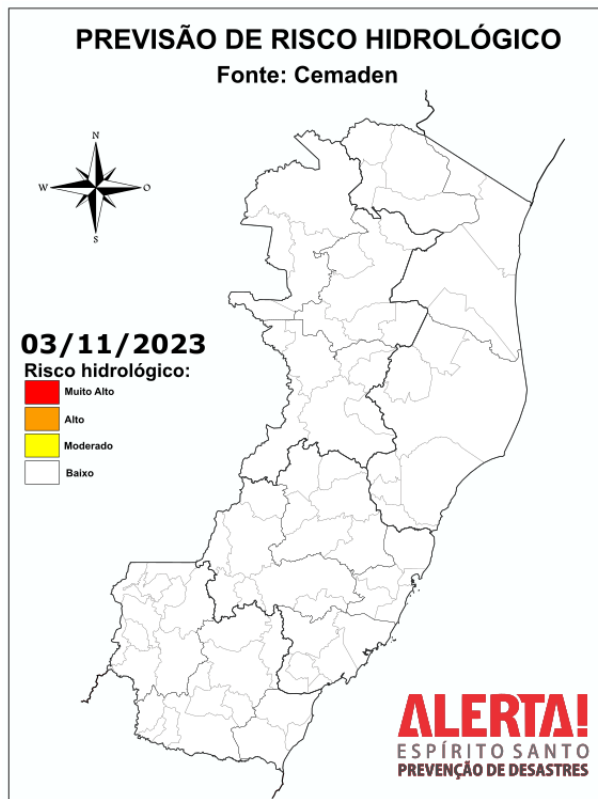 PREVISÃO DE RISCO HIDROLÓGICO
Fonte: Cemaden
N
W
O
S
03/11/2023
Risco hidrológico:
Muito Alto
Alto
Moderado
Baixo
ALERTA!
ESPÍRITO SANTO
PREVENÇÃO DE DESASTRES